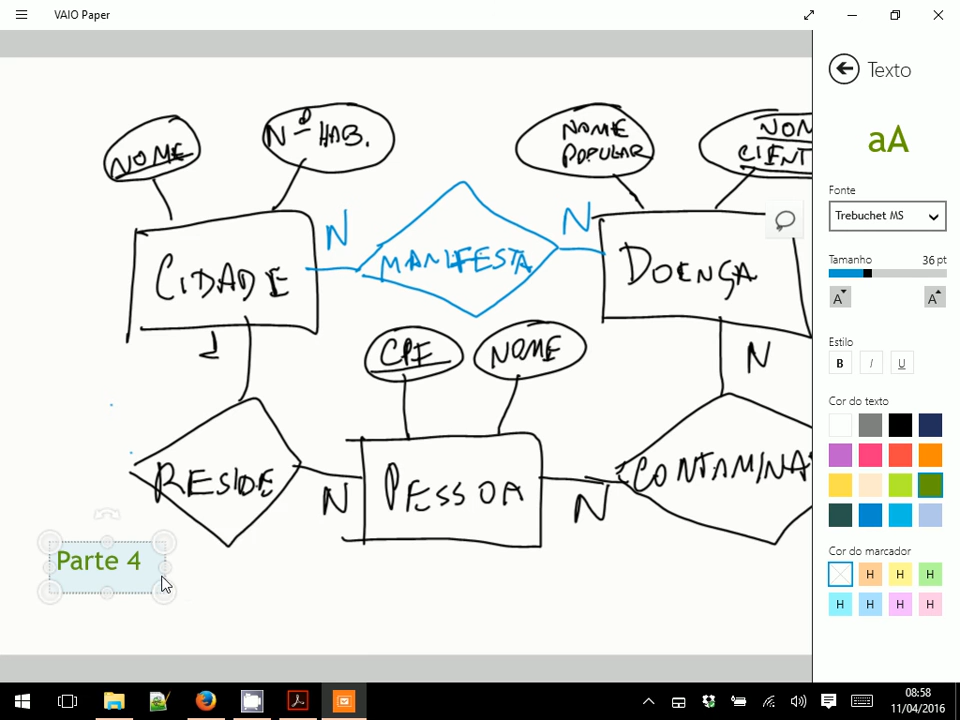 VAIO Paper
Texto
aA
Fonte
Trebuchet MS
Tamanho 36 pt
A A
Estilo
B I U
Cor do texto
Cor do marcador
H H H
H H H H
NOME
Nº HAB.
NOME
POPULAR
NOM
CIENT
N
N
CIDADE
MANIFESTA
DOENÇA
1
CPF
NOME
N
RESIDE
N
PESSOA
N
CONTAMINA
Parte 4
08:58
11/04/2016